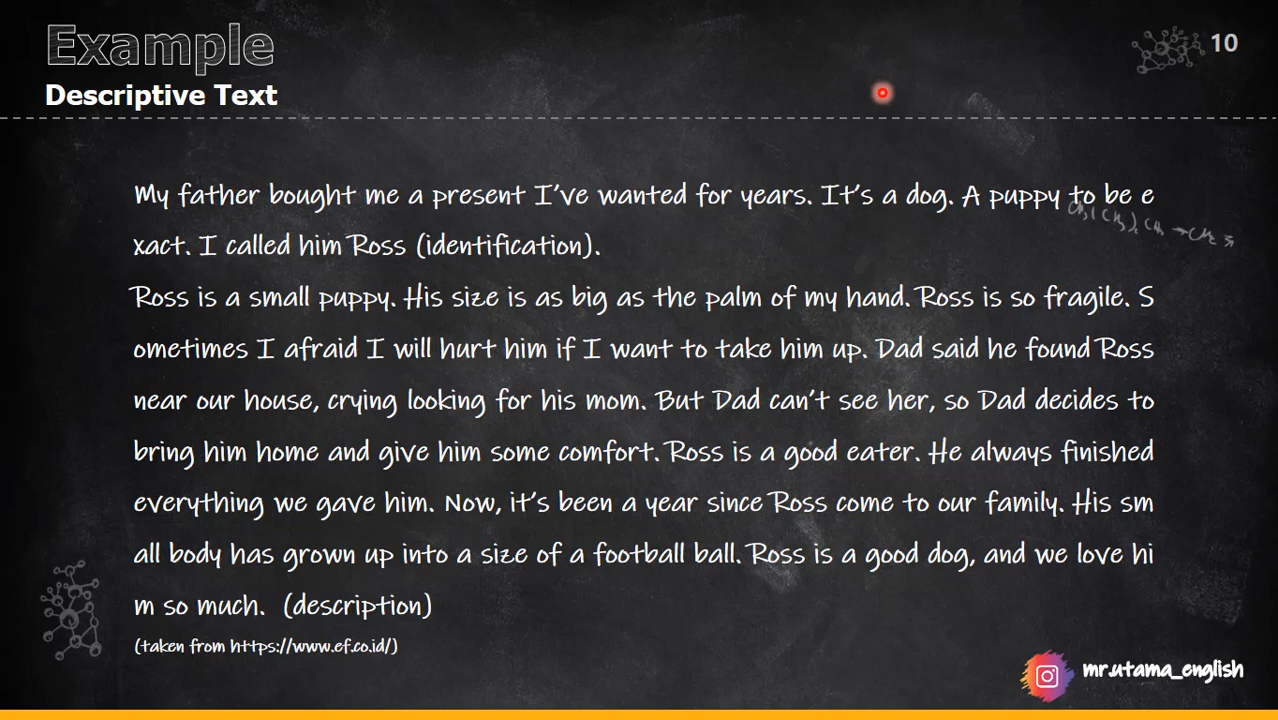 Example
10
Descriptive Text
My father bought me a present I've wanted for years. It's a dog. A puppy to be e
xact. I called him Ross (identification).
Ross is a small puppy. His size is as big as the palm of my hand. Ross is so fragile. S
ometimes I afraid I will hurt him if I want to take him up. Dad said he found Ross
near our house, crying looking for his mom. But Dad can't see her, so Dad decides to
bring him home and give him some comfort. Ross is a good eater. He always finished
everything we gave him. Now, it's been a year since Ross come to our family. His sm
all body has grown up into a size of a football ball. Ross is a good dog, and we love hi
m so much. (description)
(taken from https://www.ef.co.id/)
mr.utama_english